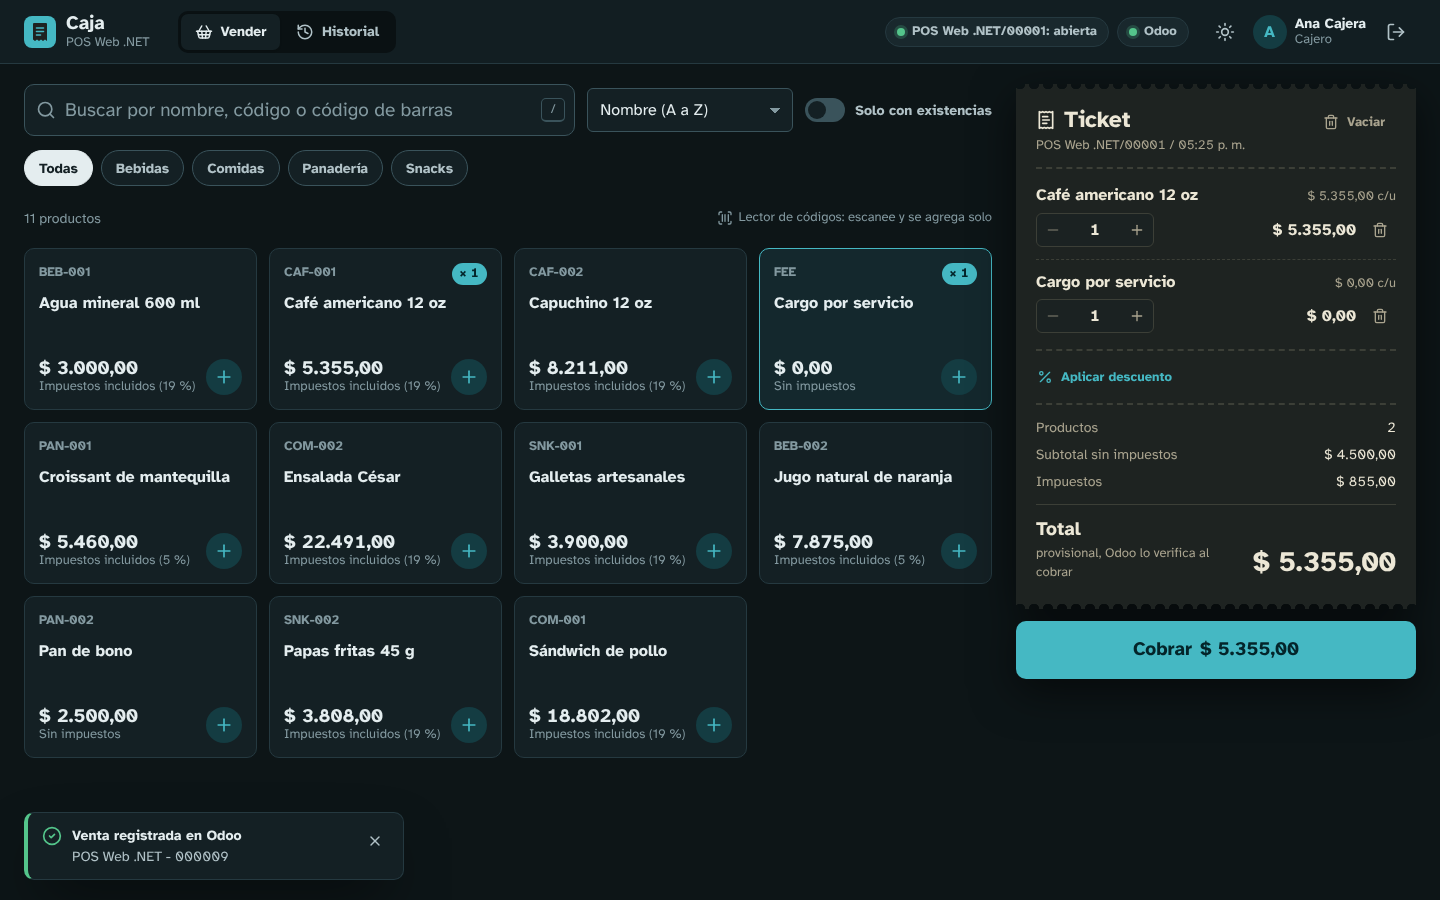 Caja
POS Web .NET
Vender
Historial
POS Web .NET/00001: abierta
Odoo
A
Ana Cajera
Cajero
Buscar por nombre, código o código de barras
/
Nombre (A a Z)
Solo con existencias
Todas
Bebidas
Comidas
Panadería
Snacks
11 productos
Lector de códigos: escanee y se agrega solo
BEB-001
Agua mineral 600 ml
$ 3.000,00
Impuestos incluidos (19 %)
CAF-001
× 1
Café americano 12 oz
$ 5.355,00
Impuestos incluidos (19 %)
CAF-002
Capuchino 12 oz
$ 8.211,00
Impuestos incluidos (19 %)
FEE
× 1
Cargo por servicio
$ 0,00
Sin impuestos
PAN-001
Croissant de mantequilla
$ 5.460,00
Impuestos incluidos (5 %)
COM-002
Ensalada César
$ 22.491,00
Impuestos incluidos (19 %)
SNK-001
Galletas artesanales
$ 3.900,00
Impuestos incluidos (19 %)
BEB-002
Jugo natural de naranja
$ 7.875,00
Impuestos incluidos (5 %)
PAN-002
Pan de bono
$ 2.500,00
Sin impuestos
SNK-002
Papas fritas 45 g
$ 3.808,00
Impuestos incluidos (19 %)
COM-001
Sándwich de pollo
$ 18.802,00
Impuestos incluidos (19 %)
Ticket
Vaciar
POS Web .NET/00001 / 05:25 p. m.
Café americano 12 oz
$ 5.355,00 c/u
1
$ 5.355,00
Cargo por servicio
$ 0,00 c/u
1
$ 0,00
Aplicar descuento
Productos
2
Subtotal sin impuestos
$ 4.500,00
Impuestos
$ 855,00
Total
provisional, Odoo lo verifica al
cobrar
$ 5.355,00
Cobrar $ 5.355,00
Venta registrada en Odoo
POS Web .NET - 000009